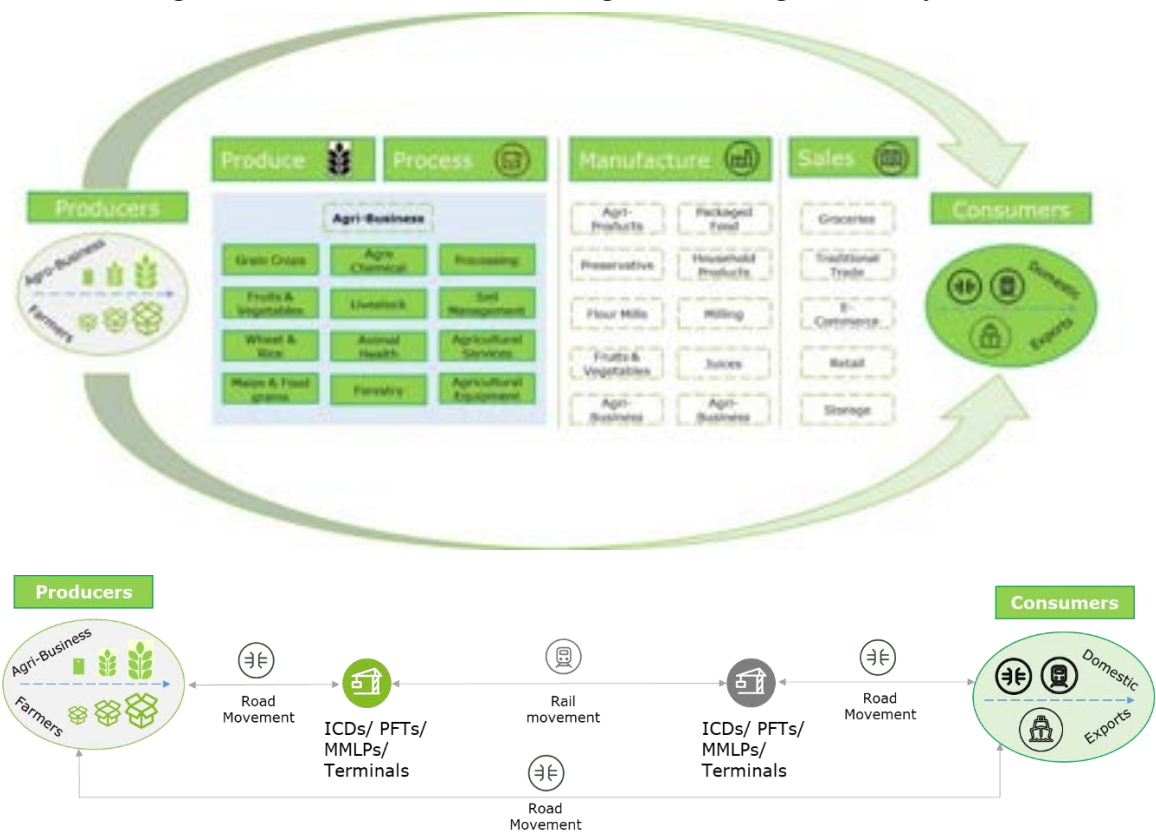 Produce
Process
Manufacture
Sales
Producers
Consumers
Agro-Business
Farmers
Agri-Business
Grain Crops
Agro
Chemical
Processing
Fruits &
Vegetables
Livestock
Soil
Management
Wheat &
Rice
Animal
Health
Agricultural
Services
Maize & Food
grains
Forestry
Agricultural
Equipment
Agri-
Products
Packaged
Food
Preservative
Household
Products
Flour Mills
Milling
Fruits &
Vegetables
Juices
Agri-
Business
Agri-
Business
Groceries
Traditional
Trade
E-
Commerce
Retail
Storage
Domestic
Exports
Producers
Consumers
Agri-Business
Farmers
Road
Movement
ICDs/ PFTs/
MMLPs/
Terminals
Rail
movement
ICDs/ PFTs/
MMLPs/
Terminals
Road
Movement
Domestic
Exports
Road
Movement